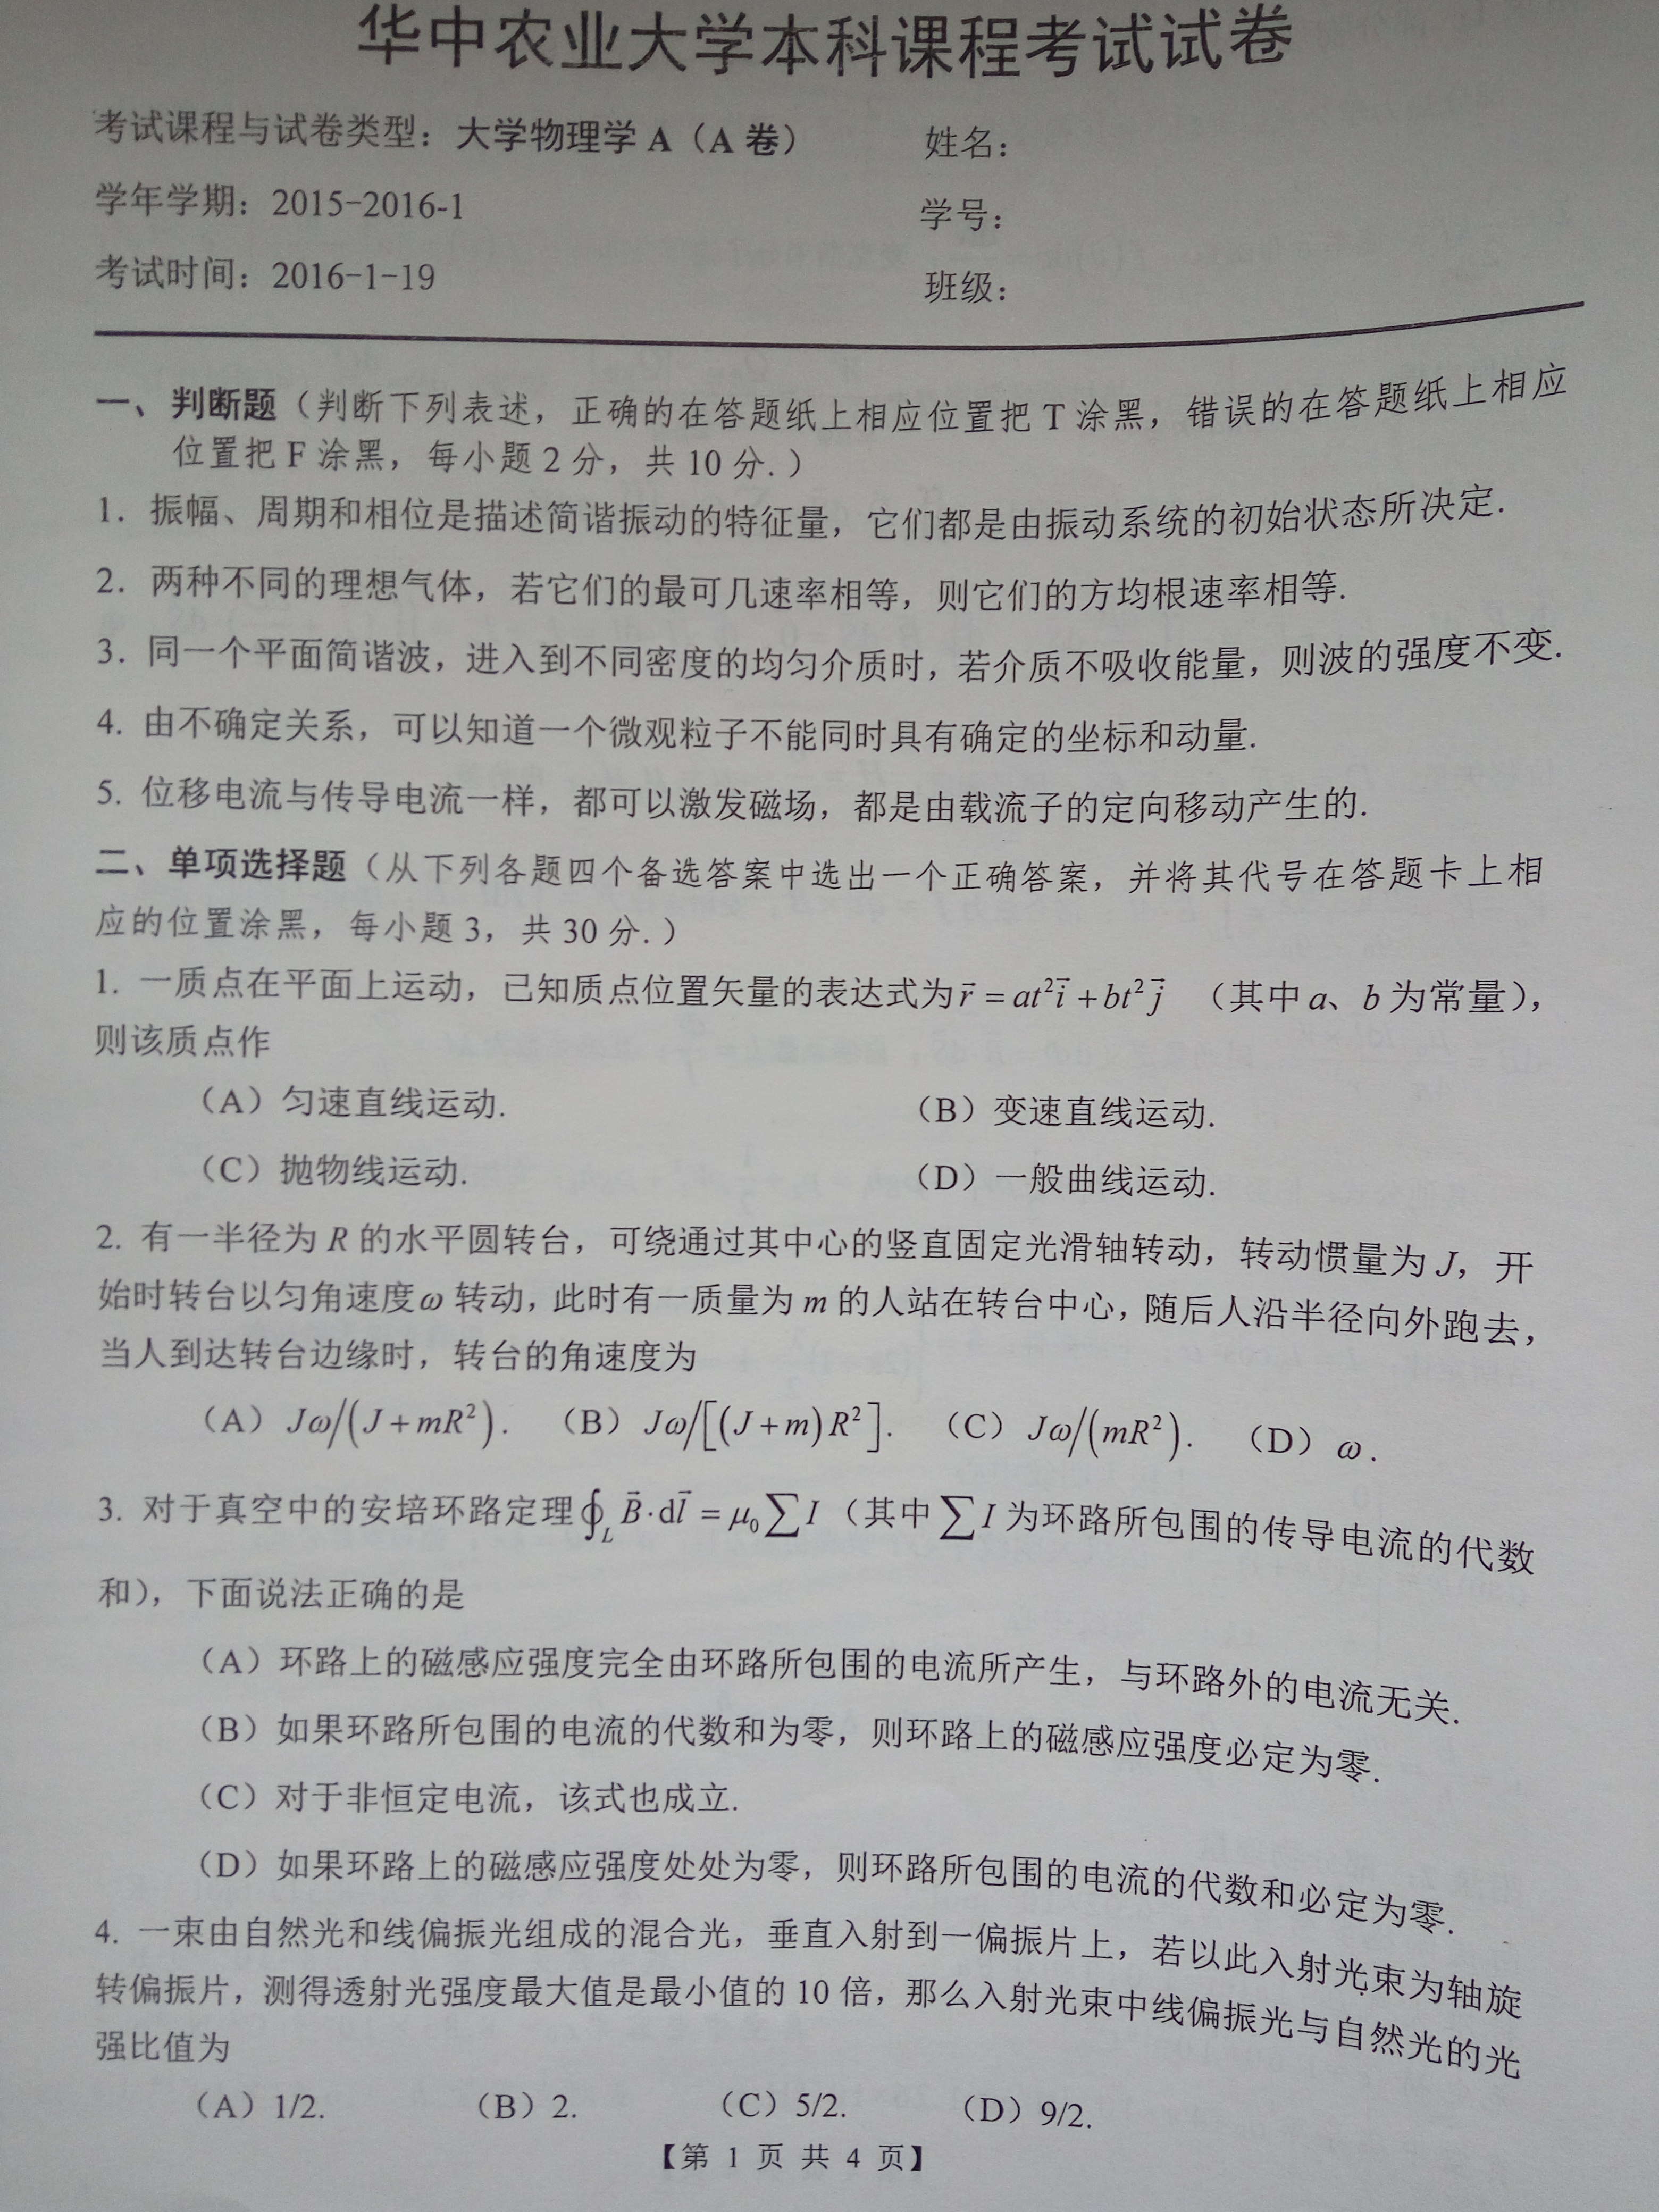 华中农业大学本科课程考试试卷
考试课程与试卷类型：大学物理学 A（A 卷） 姓名：
学年学期：2015-2016-1 学号：
考试时间：2016-1-19 班级：
一、判断题（判断下列表述，正确的在答题纸上相应位置把 T 涂黑，错误的在答题纸上相应
位置把 F 涂黑，每小题 2 分，共 10 分.）
1. 振幅、周期和相位是描述简谐振动的特征量，它们都是由振动系统的初始状态所决定.
2. 两种不同的理想气体，若它们的最可几速率相等，则它们的方均根速率相等.
3. 同一个平面简谐波，进入到不同密度的均匀介质时，若介质不吸收能量，则波的强度不变.
4. 由不确定关系，可以知道一个微观粒子不能同时具有确定的坐标和动量.
5. 位移电流与传导电流一样，都可以激发磁场，都是由载流子的定向移动产生的.
二、单项选择题（从下列各题四个备选答案中选出一个正确答案，并将其代号在答题卡上相
应的位置涂黑，每小题 3，共 30 分.）
1. 一质点在平面上运动，已知质点位置矢量的表达式为 r⃗ = at²i⃗ + bt²j⃗ （其中 a、b 为常量），
则该质点作
（A）匀速直线运动. （B）变速直线运动.
（C）抛物线运动. （D）一般曲线运动.
2. 有一半径为 R 的水平圆转台，可绕通过其中心的竖直固定光滑轴转动，转动惯量为 J，开
始时转台以匀角速度 ω 转动，此时有一质量为 m 的人站在转台中心，随后人沿半径向外跑去，
当人到达转台边缘时，转台的角速度为
（A）Jω/(J+mR²). （B）Jω/[(J+m)R²]. （C）Jω/(mR²). （D）ω.
3. 对于真空中的安培环路定理∮_L B⃗·dl⃗ = μ₀∑I（其中∑I 为环路所包围的传导电流的代数
和），下面说法正确的是
（A）环路上的磁感应强度完全由环路所包围的电流所产生，与环路外的电流无关.
（B）如果环路所包围的电流的代数和为零，则环路上的磁感应强度必定为零.
（C）对于非恒定电流，该式也成立.
（D）如果环路上的磁感应强度处处为零，则环路所包围的电流的代数和必定为零.
4. 一束由自然光和线偏振光组成的混合光，垂直入射到一偏振片上，若以此入射光束为轴旋
转偏振片，测得透射光强度最大值是最小值的 10 倍，那么入射光束中线偏振光与自然光的光
强比值为
（A）1/2. （B）2. （C）5/2. （D）9/2.
【第 1 页 共 4 页】